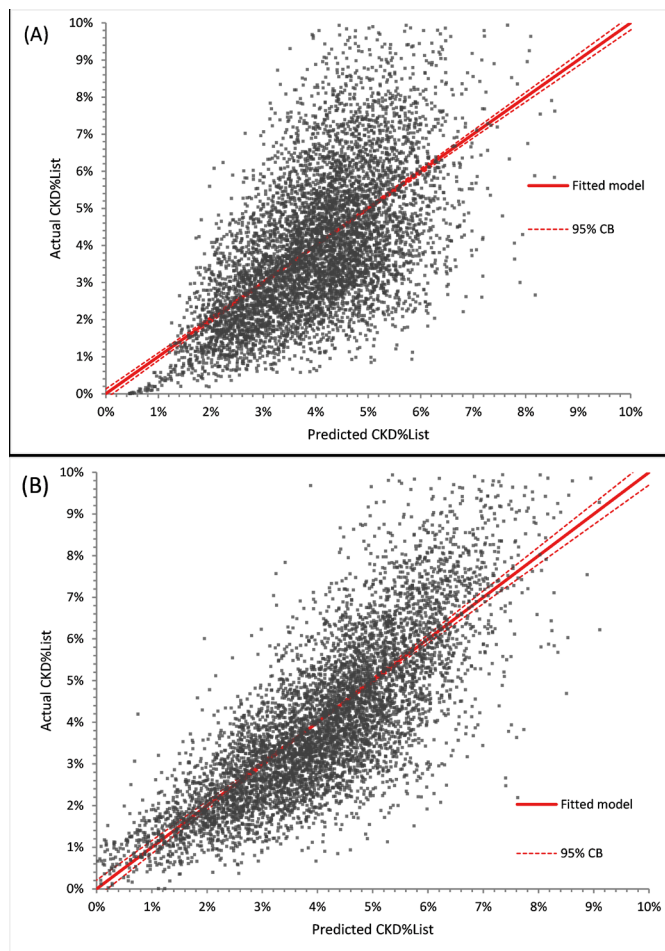 (A)
10%
9%
8%
7%
6%
5%
4%
3%
2%
1%
0%
Actual CKD%List
Fitted model
95% CB
0% 1% 2% 3% 4% 5% 6% 7% 8% 9% 10%
Predicted CKD%List
(B)
10%
9%
8%
7%
6%
5%
4%
3%
2%
1%
0%
Actual CKD%List
Fitted model
95% CB
0% 1% 2% 3% 4% 5% 6% 7% 8% 9% 10%
Predicted CKD%List